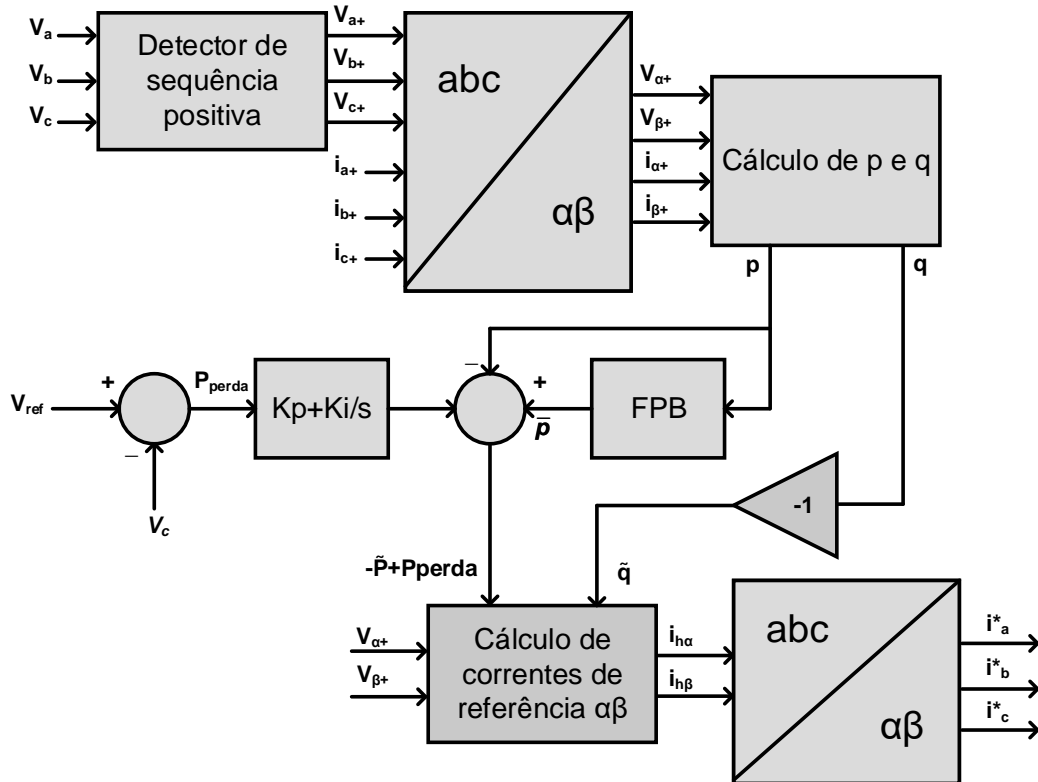 Va
Vb
Vc
Detector de
sequência
positiva
Va+
Vb+
Vc+
ia+
ib+
ic+
abc
αβ
Vα+
Vβ+
iα+
iβ+
Cálculo de p e q
p
q
Vref
+
−
Vc
Pperda
Kp+Ki/s
−
+
p̅
FPB
-1
-P̃+Pperda
q̃
Vα+
Vβ+
Cálculo de
correntes de
referência αβ
ihα
ihβ
abc
αβ
i*a
i*b
i*c